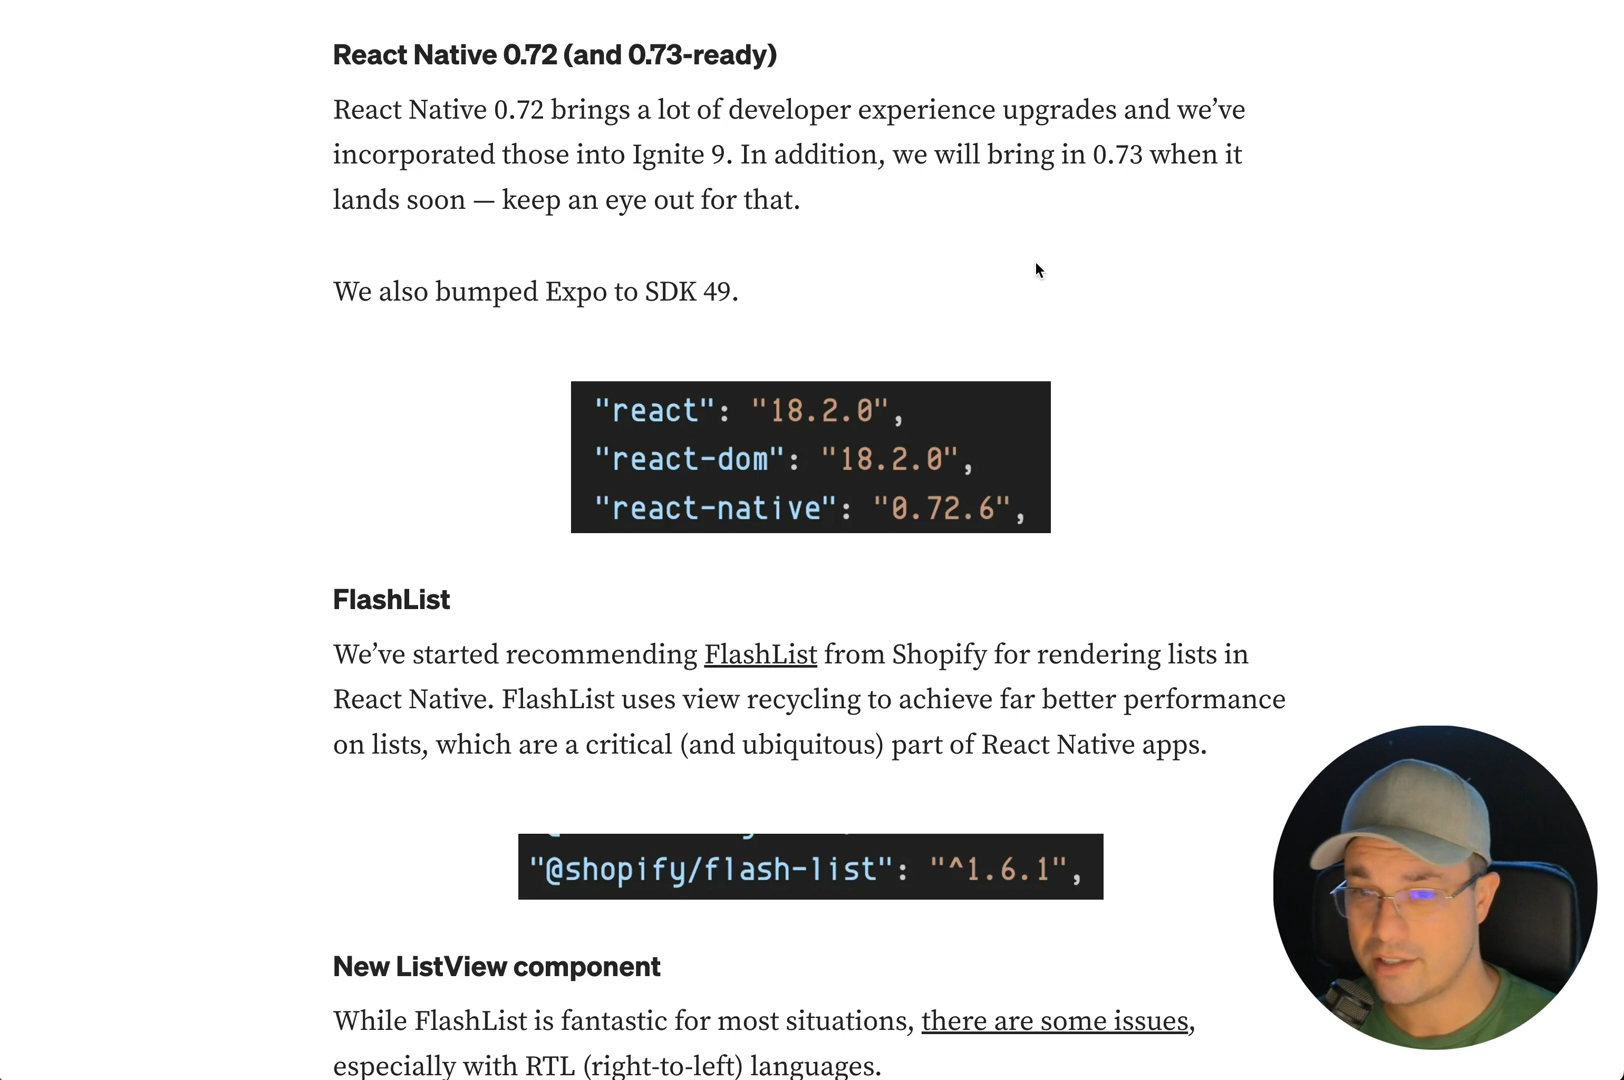 React Native 0.72 (and 0.73-ready)
React Native 0.72 brings a lot of developer experience upgrades and we’ve
incorporated those into Ignite 9. In addition, we will bring in 0.73 when it
lands soon — keep an eye out for that.
We also bumped Expo to SDK 49.
"react": "18.2.0",
"react-dom": "18.2.0",
"react-native": "0.72.6",
FlashList
We’ve started recommending FlashList from Shopify for rendering lists in
React Native. FlashList uses view recycling to achieve far better performance
on lists, which are a critical (and ubiquitous) part of React Native apps.
"@shopify/flash-list": "^1.6.1",
New ListView component
While FlashList is fantastic for most situations, there are some issues,
especially with RTL (right-to-left) languages.